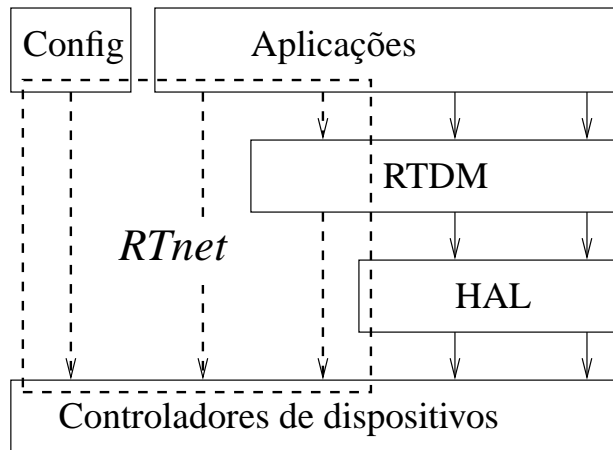 Config
Aplicações
RTDM
RTnet
HAL
Controladores de dispositivos